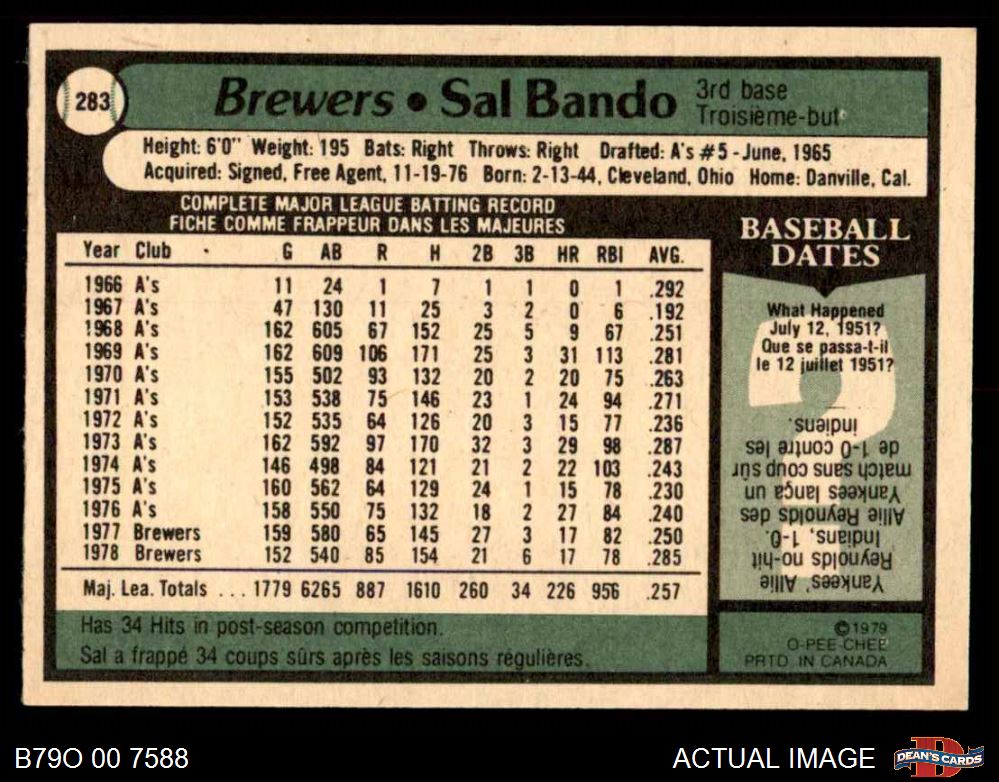 283
Brewers • Sal Bando
3rd base
Troisième-but
Height: 6'0" Weight: 195 Bats: Right Throws: Right Drafted: A's #5 - June, 1965
Acquired: Signed, Free Agent, 11-19-76 Born: 2-13-44, Cleveland, Ohio Home: Danville, Cal.
COMPLETE MAJOR LEAGUE BATTING RECORD
FICHE COMME FRAPPEUR DANS LES MAJEURES
Year Club G AB R H 2B 3B HR RBI AVG.
1966 A's 11 24 1 7 1 1 0 1 .292
1967 A's 47 130 11 25 3 2 0 6 .192
1968 A's 162 605 67 152 25 5 9 67 .251
1969 A's 162 609 106 171 25 3 31 113 .281
1970 A's 155 502 93 132 20 2 20 75 .263
1971 A's 153 538 75 146 23 1 24 94 .271
1972 A's 152 535 64 126 20 3 15 77 .236
1973 A's 162 592 97 170 32 3 29 98 .287
1974 A's 146 498 84 121 21 2 22 103 .243
1975 A's 160 562 64 129 24 1 15 78 .230
1976 A's 158 550 75 132 18 2 27 84 .240
1977 Brewers 159 580 65 145 27 3 17 82 .250
1978 Brewers 152 540 85 154 21 6 17 78 .285
Maj. Lea. Totals ... 1779 6265 887 1610 260 34 226 956 .257
Has 34 Hits in post-season competition.
Sal a frappé 34 coups sûrs après les saisons régulières.
BASEBALL
DATES
What Happened
July 12, 1951?
Que se passa-t-il
le 12 juillet 1951?
Yankees' Allie
Reynolds no-hit
Indians, 1-0.
Allie Reynolds des
Yankees lança un
match sans coup sûr
de 1-0 contre les
Indiens.
©1979
O-PEE-CHEE
PRTD. IN CANADA
B79O 00 7588
ACTUAL IMAGE
D
DEAN'S CARDS